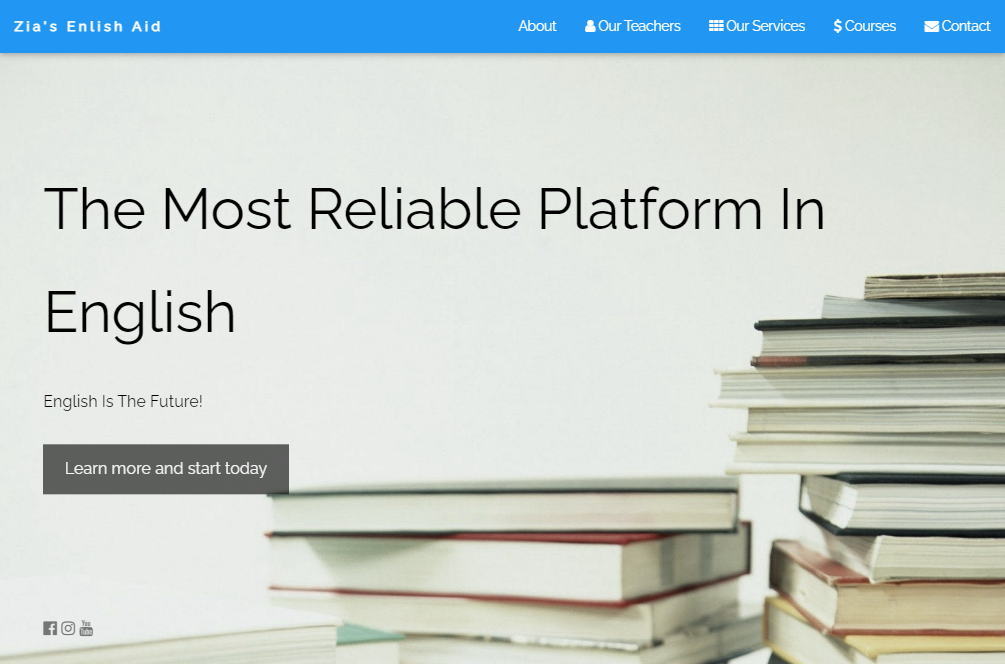 Zia's Enlish Aid
About Our Teachers Our Services $ Courses Contact
The Most Reliable Platform In
English
English Is The Future!
Learn more and start today
You Tube